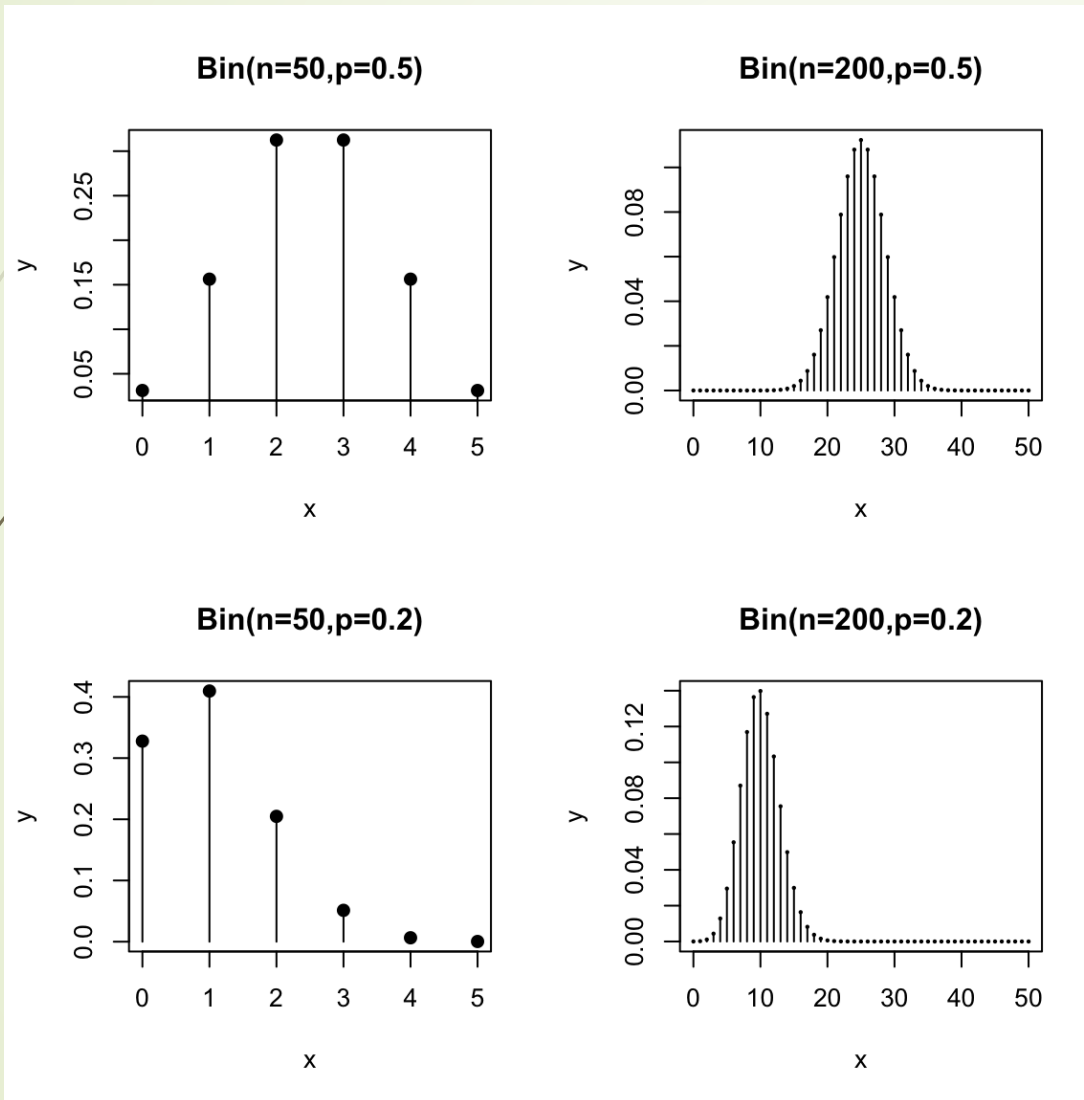 Bin(n=50,p=0.5)
y
0.25
0.15
0.05
0 1 2 3 4 5
x
Bin(n=200,p=0.5)
y
0.08
0.04
0.00
0 10 20 30 40 50
x
Bin(n=50,p=0.2)
y
0.4
0.3
0.2
0.1
0.0
0 1 2 3 4 5
x
Bin(n=200,p=0.2)
y
0.12
0.08
0.04
0.00
0 10 20 30 40 50
x